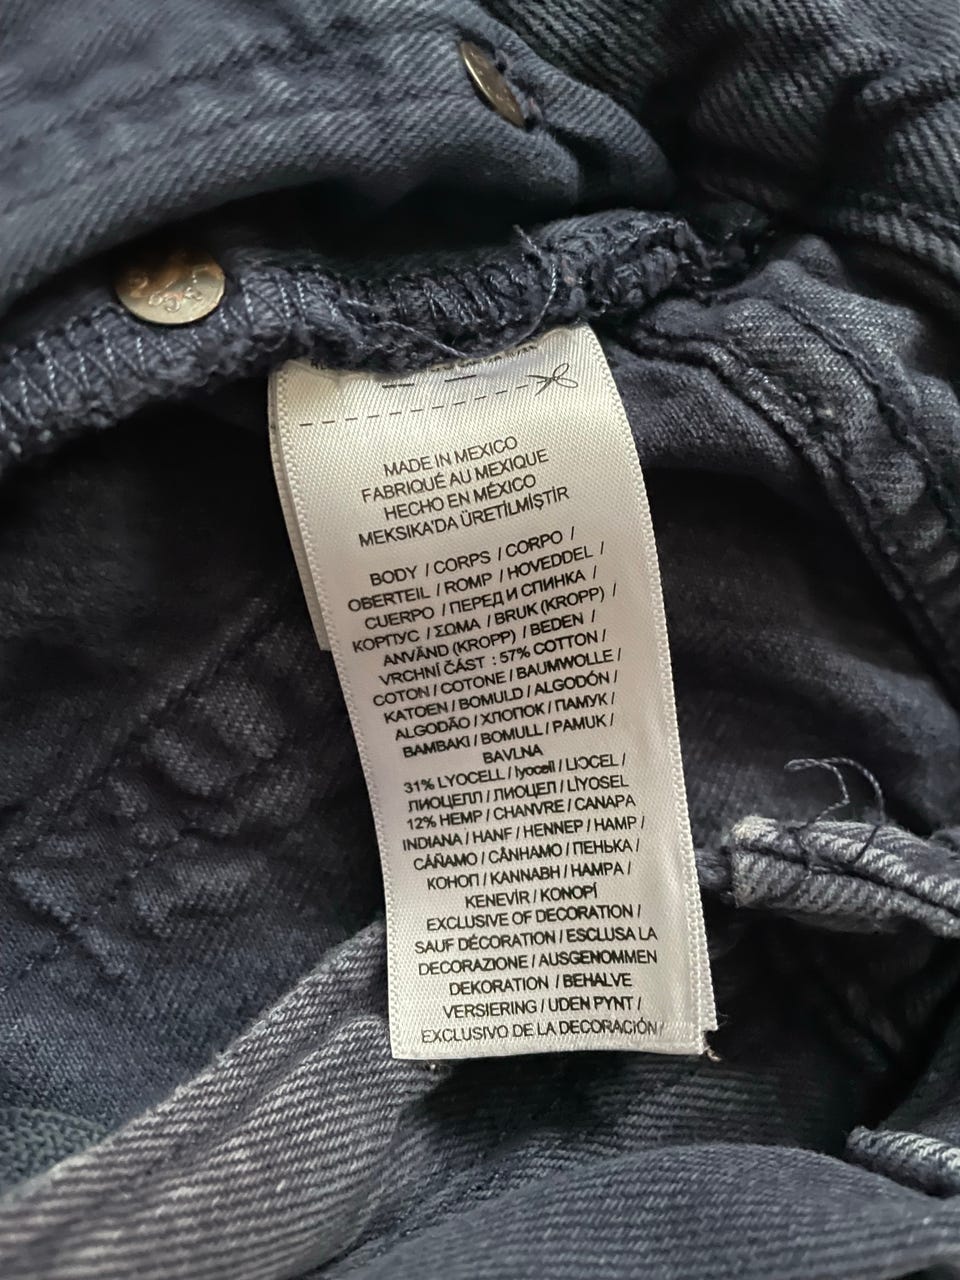 MADE IN MEXICO
FABRIQUÉ AU MEXIQUE
HECHO EN MÉXICO
MEKSIKA'DA ÜRETİLMİŞTİR
BODY / CORPS / CORPO /
OBERTEIL / ROMP / HOVEDDEL /
CUERPO / ПЕРЕД И СПИНКА /
КОРПУС / ΣΩΜΑ / BRUK (KROPP) /
ANVÄND (KROPP) / BEDEN /
VRCHNÍ ČÁST : 57% COTTON /
COTON / COTONE / BAUMWOLLE /
KATOEN / BOMULD / ALGODÓN /
ALGODÃO / ХЛОПОК / ПАМУК /
BAMBAKI / BOMULL / PAMUK /
BAVLNA
31% LYOCELL / lyocell / LIOCEL /
ЛИОЦЕЛЛ / ЛИОЦЕЛ / LİYOSEL
12% HEMP / CHANVRE / CANAPA
INDIANA / HANF / HENNEP / HAMP /
CÁÑAMO / CÂNHAMO / ПЕНЬКА /
КОНОП / KANNABH / HAMPA /
KENEVİR / KONOPÍ
EXCLUSIVE OF DECORATION /
SAUF DÉCORATION / ESCLUSA LA
DECORAZIONE / AUSGENOMMEN
DEKORATION / BEHALVE
VERSIERING / UDEN PYNT /
EXCLUSIVO DE LA DECORACIÓN/